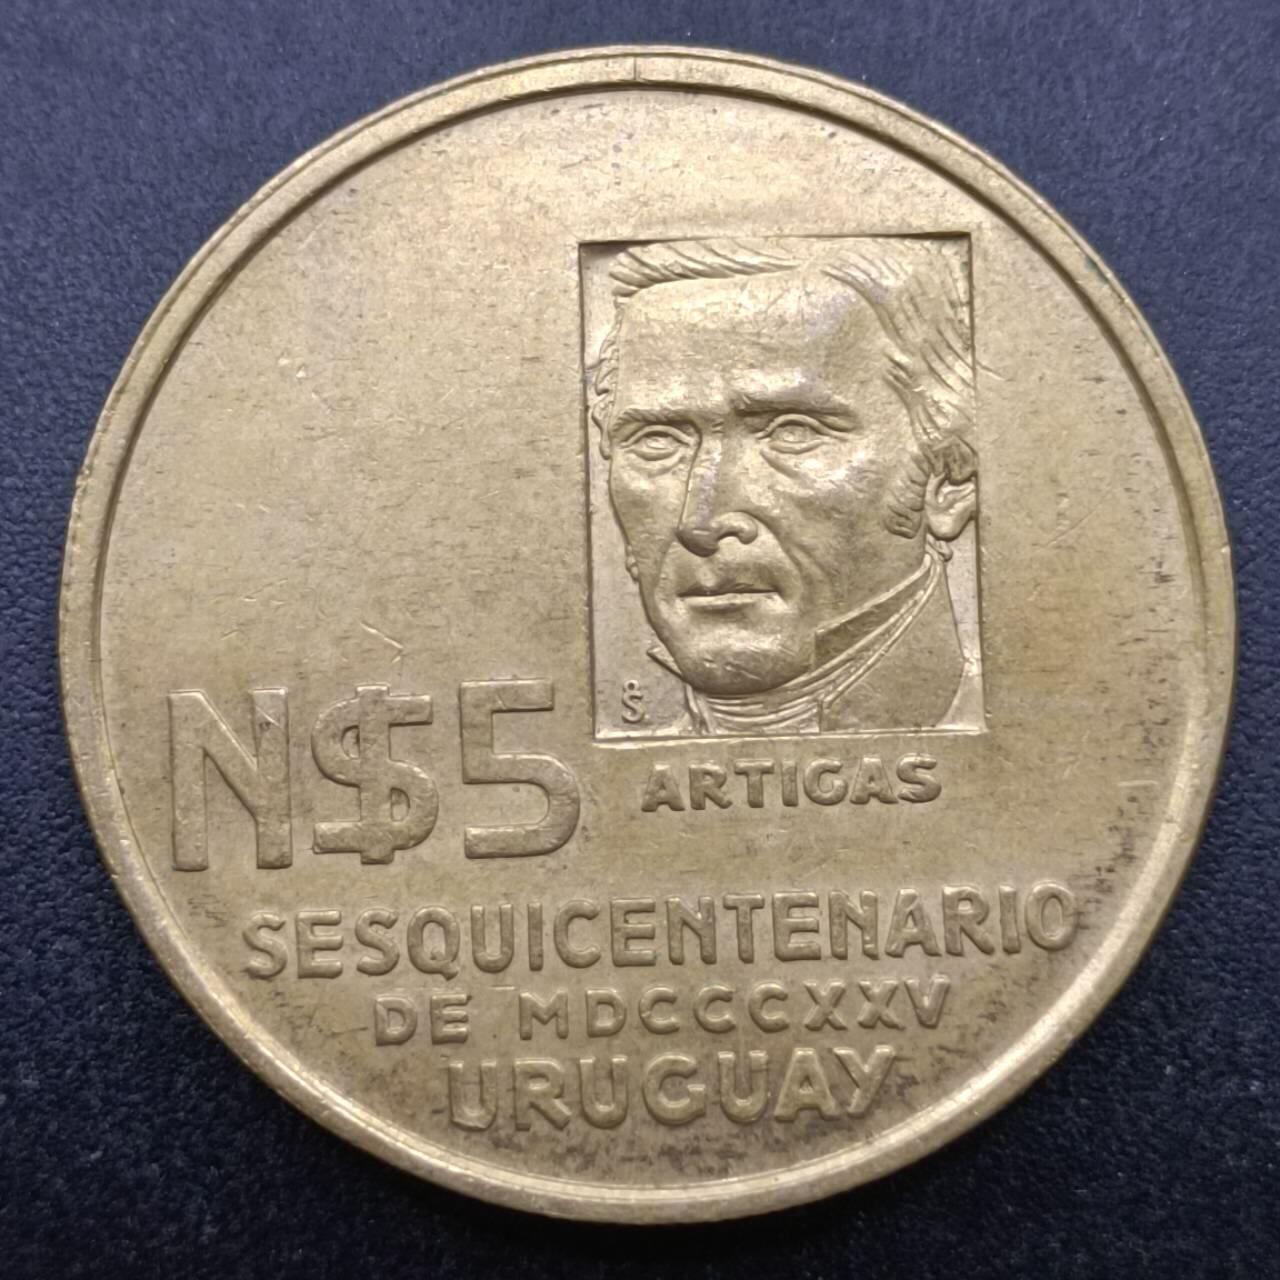 N$5
ARTIGAS
SESQUICENTENARIO
DE MDCCCXXV
URUGUAY